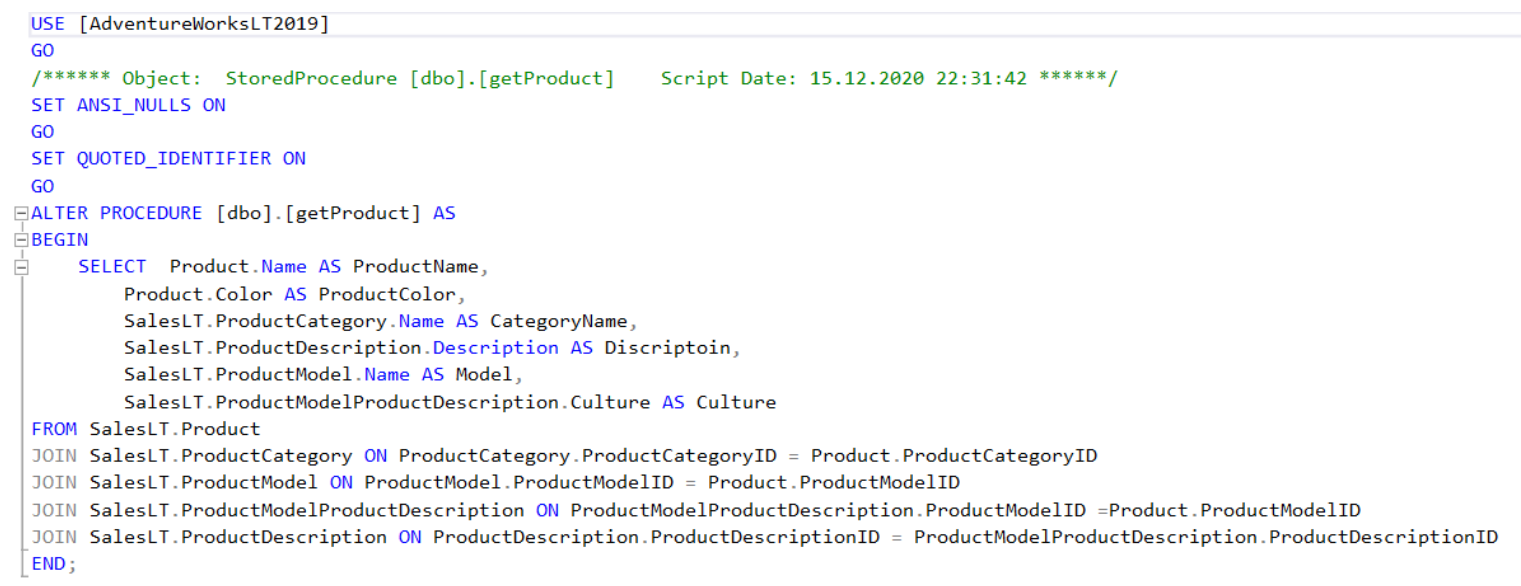 USE [AdventureWorksLT2019]
GO
/****** Object:  StoredProcedure [dbo].[getProduct]    Script Date: 15.12.2020 22:31:42 ******/
SET ANSI_NULLS ON
GO
SET QUOTED_IDENTIFIER ON
GO
ALTER PROCEDURE [dbo].[getProduct] AS
BEGIN
    SELECT  Product.Name AS ProductName,
        Product.Color AS ProductColor,
        SalesLT.ProductCategory.Name AS CategoryName,
        SalesLT.ProductDescription.Description AS Discriptoin,
        SalesLT.ProductModel.Name AS Model,
        SalesLT.ProductModelProductDescription.Culture AS Culture
FROM SalesLT.Product
JOIN SalesLT.ProductCategory ON ProductCategory.ProductCategoryID = Product.ProductCategoryID
JOIN SalesLT.ProductModel ON ProductModel.ProductModelID = Product.ProductModelID
JOIN SalesLT.ProductModelProductDescription ON ProductModelProductDescription.ProductModelID =Product.ProductModelID
JOIN SalesLT.ProductDescription ON ProductDescription.ProductDescriptionID = ProductModelProductDescription.ProductDescriptionID
END;